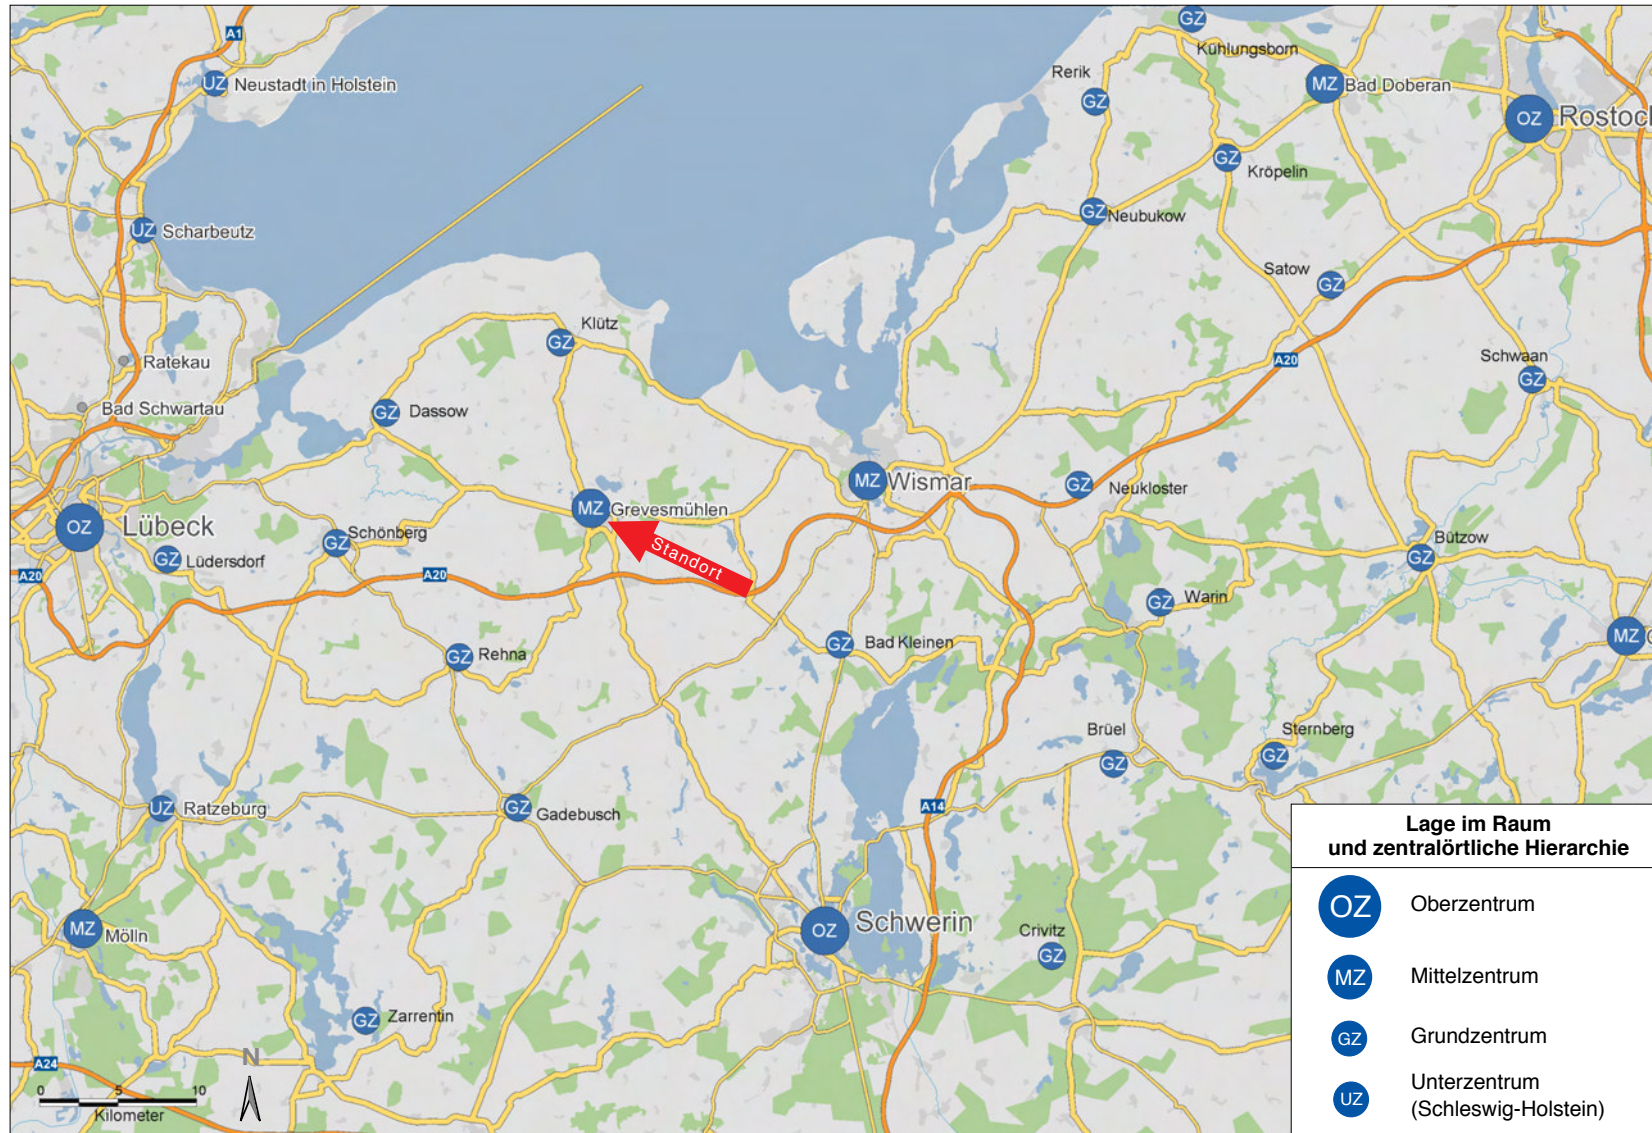 GZ
Kühlungsborn
A1
UZ Neustadt in Holstein
Rerik
GZ
MZ Bad Doberan
OZ Rostoc
GZ
Kröpelin
GZ Neubukow
UZ Scharbeutz
Satow
GZ
Klütz
GZ
A20
Ratekau
Schwaan
GZ
Bad Schwartau
GZ Dassow
MZ Wismar
GZ
Neukloster
MZ Grevesmühlen
OZ Lübeck
Schönberg
GZ
Standort
Bützow
GZ
GZ Lüdersdorf
A20
A20
Warin
GZ
MZ
GZ Bad Kleinen
GZ Rehna
Brüel
GZ
Sternberg
GZ
UZ Ratzeburg
GZ
Gadebusch
A14
MZ Mölln
OZ Schwerin
Crivitz
GZ
GZ Zarrentin
A24
N
0 5 10
Kilometer
Lage im Raum
und zentralörtliche Hierarchie
OZ Oberzentrum
MZ Mittelzentrum
GZ Grundzentrum
UZ Unterzentrum
(Schleswig-Holstein)